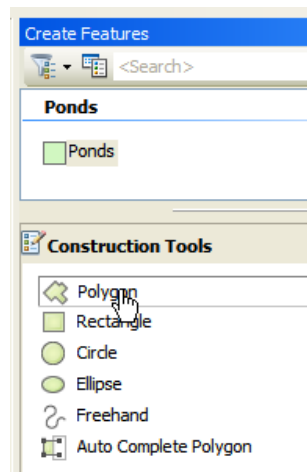 Create Features
<Search>
Ponds
Ponds
Construction Tools
Polygon
Rectangle
Circle
Ellipse
Freehand
Auto Complete Polygon